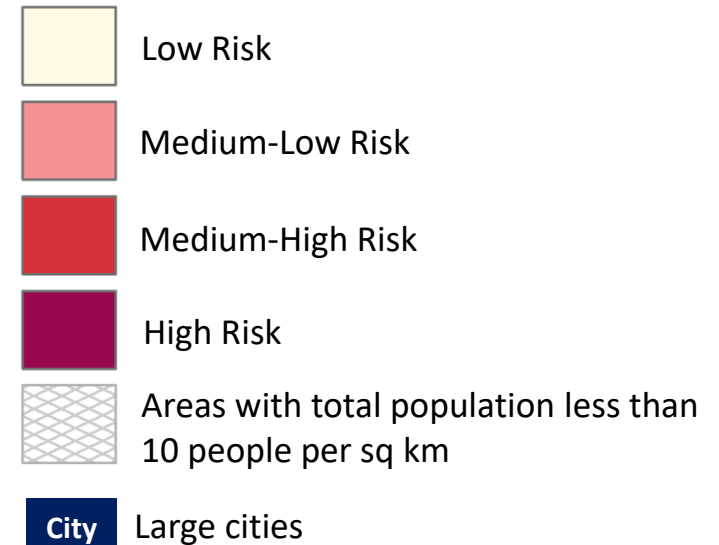 Low Risk
Medium-Low Risk
Medium-High Risk
High Risk
Areas with total population less than
10 people per sq km
City Large cities